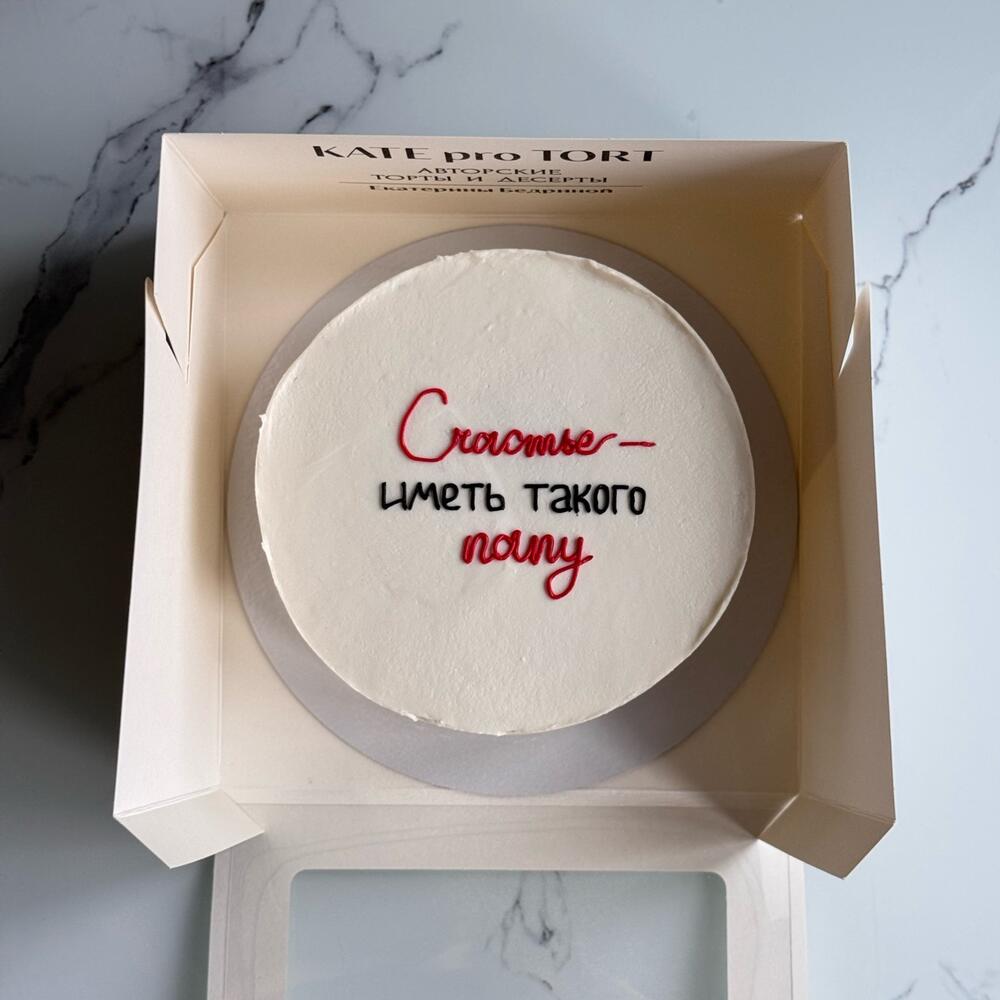 KATE pro TORT
АВТОРСКИЕ
ТОРТЫ И ДЕСЕРТЫ
Екатерины Бедриной
Счастье —
иметь такого
папу